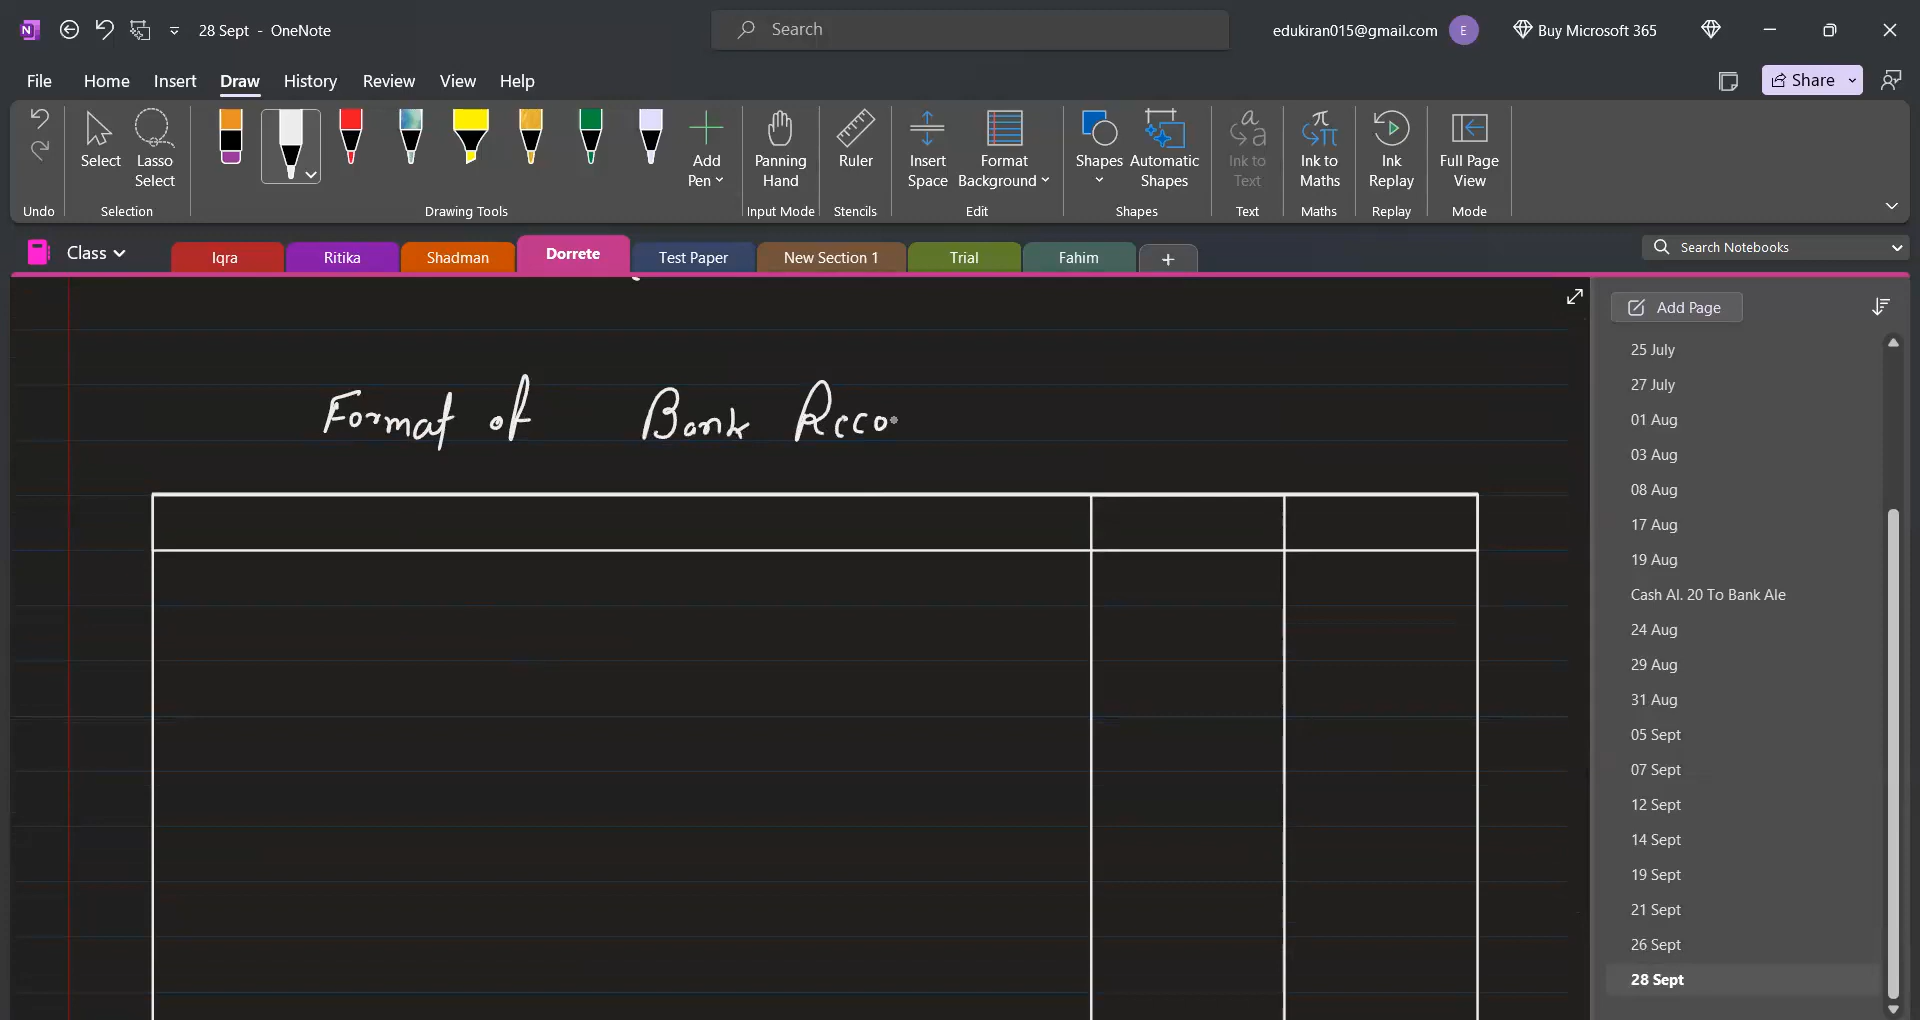 28 Sept - OneNote
Search
edukiran015@gmail.com
E
Buy Microsoft 365
File
Home
Insert
Draw
History
Review
View
Help
Share
Select
Lasso
Select
Add
Pen
Panning
Hand
Ruler
Insert
Space
Format
Background
Shapes
Automatic
Shapes
Ink to
Text
Ink to
Maths
Ink
Replay
Full Page
View
Undo
Selection
Drawing Tools
Input Mode
Stencils
Edit
Shapes
Text
Maths
Replay
Mode
Class
Iqra
Ritika
Shadman
Dorrete
Test Paper
New Section 1
Trial
Fahim
Search Notebooks
Format of Bank Reco
Add Page
25 July
27 July
01 Aug
03 Aug
08 Aug
17 Aug
19 Aug
Cash Al. 20 To Bank Ale
24 Aug
29 Aug
31 Aug
05 Sept
07 Sept
12 Sept
14 Sept
19 Sept
21 Sept
26 Sept
28 Sept